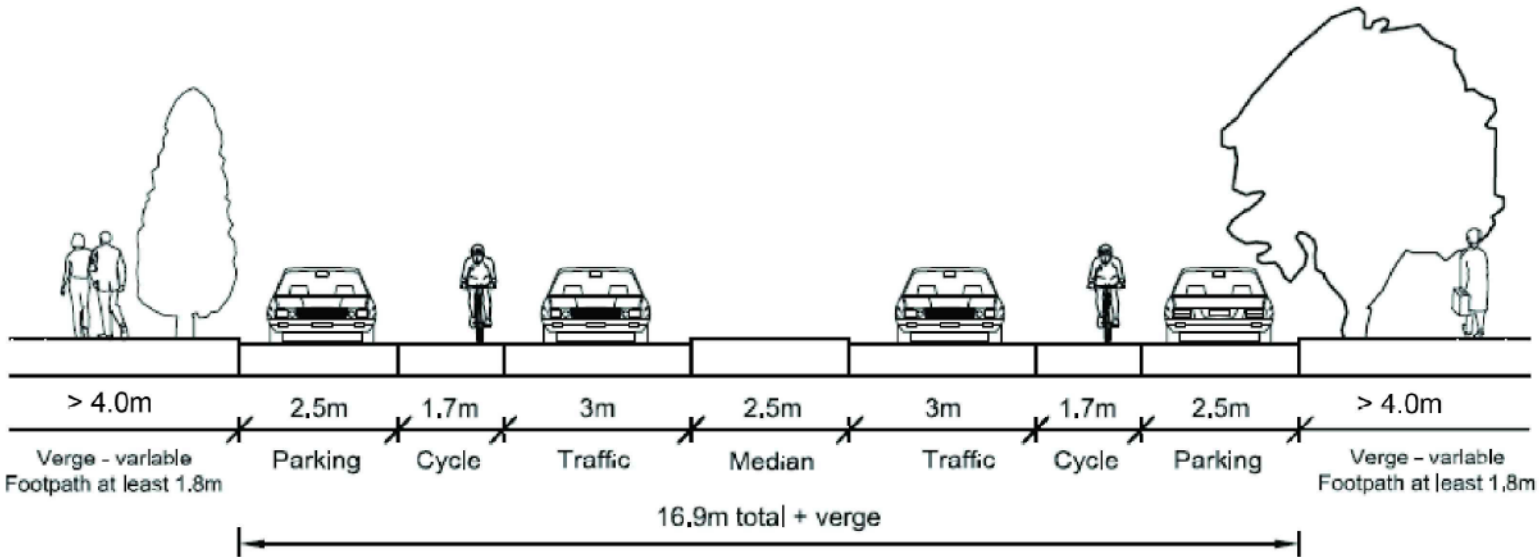 > 4.0m 2.5m 1.7m 3m 2.5m 3m 1.7m 2.5m > 4.0m
Verge - variable Parking Cycle Traffic Median Traffic Cycle Parking Verge - variable
Footpath at least 1.8m Footpath at least 1.8m
16.9m total + verge